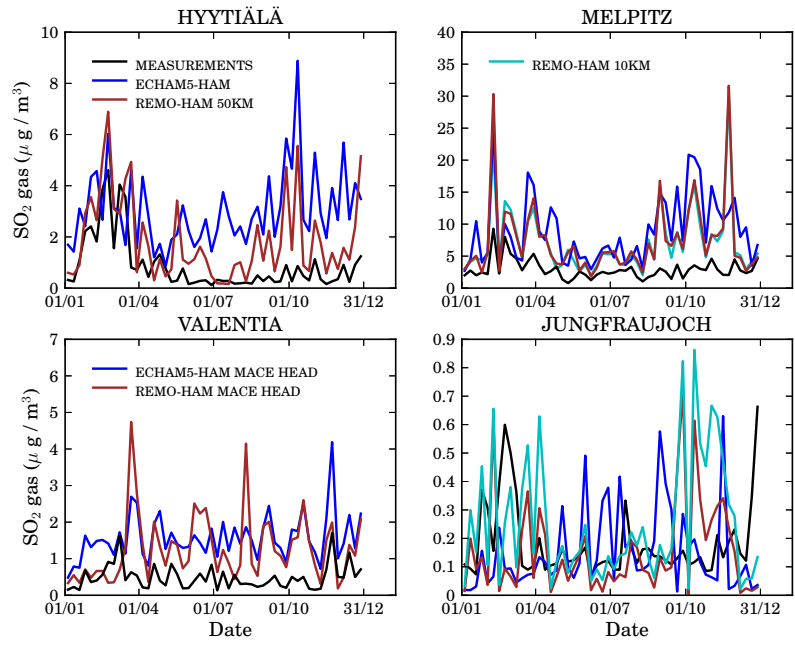 HYYTIÄLÄ
SO2 gas (μ g / m3)
10
8
6
4
2
0
MEASUREMENTS
ECHAM5-HAM
REMO-HAM 50KM
01/01 01/04 01/07 01/10 31/12
MELPITZ
40
35
30
25
20
15
10
5
0
REMO-HAM 10KM
01/01 01/04 01/07 01/10 31/12
VALENTIA
SO2 gas (μ g / m3)
7
6
5
4
3
2
1
0
ECHAM5-HAM MACE HEAD
REMO-HAM MACE HEAD
01/01 01/04 01/07 01/10 31/12
Date
JUNGFRAUJOCH
0.9
0.8
0.7
0.6
0.5
0.4
0.3
0.2
0.1
0
01/01 01/04 01/07 01/10 31/12
Date